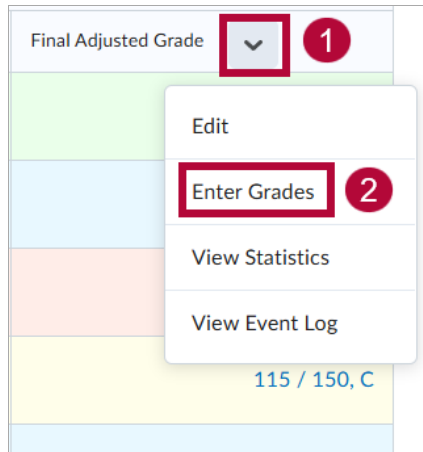 Final Adjusted Grade 1
Edit
Enter Grades 2
View Statistics
View Event Log
115 / 150, C